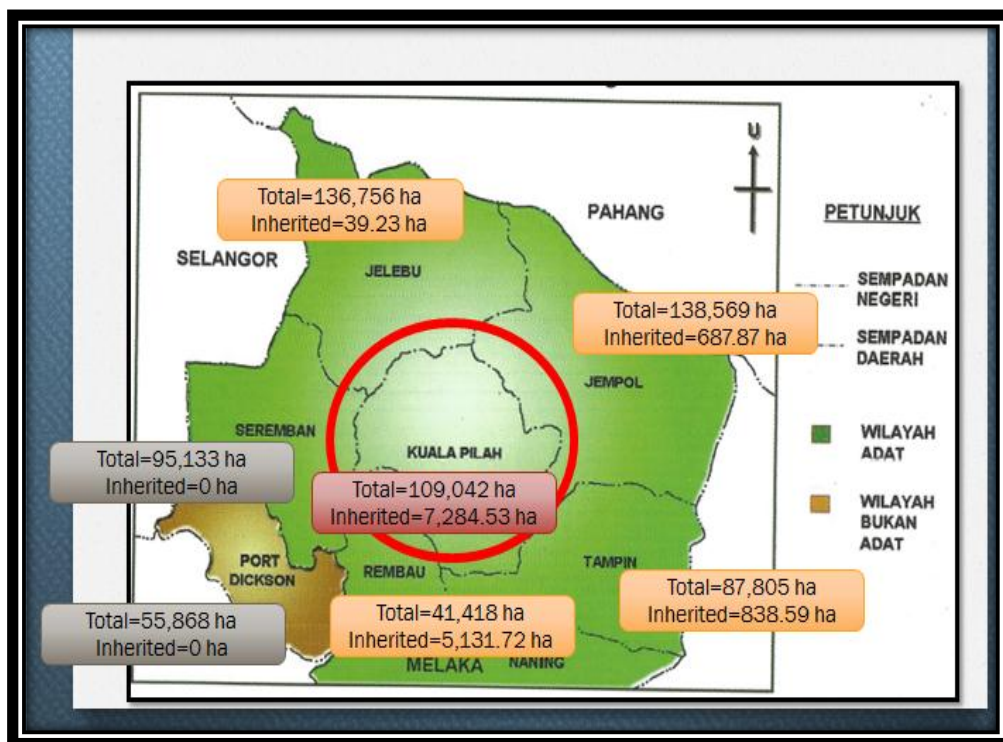 U
Total=136,756 ha
Inherited=39.23 ha
PAHANG
PETUNJUK
SELANGOR
JELEBU
SEMPADAN
NEGERI
Total=138,569 ha
Inherited=687.87 ha
SEMPADAN
DAERAH
JEMPOL
SEREMBAN
WILAYAH
ADAT
KUALA PILAH
Total=95,133 ha
Inherited=0 ha
Total=109,042 ha
Inherited=7,284.53 ha
WILAYAH
BUKAN
ADAT
PORT
DICKSON
REMBAU
TAMPIN
Total=87,805 ha
Inherited=838.59 ha
Total=55,868 ha
Inherited=0 ha
Total=41,418 ha
Inherited=5,131.72 ha
MELAKA
NANING